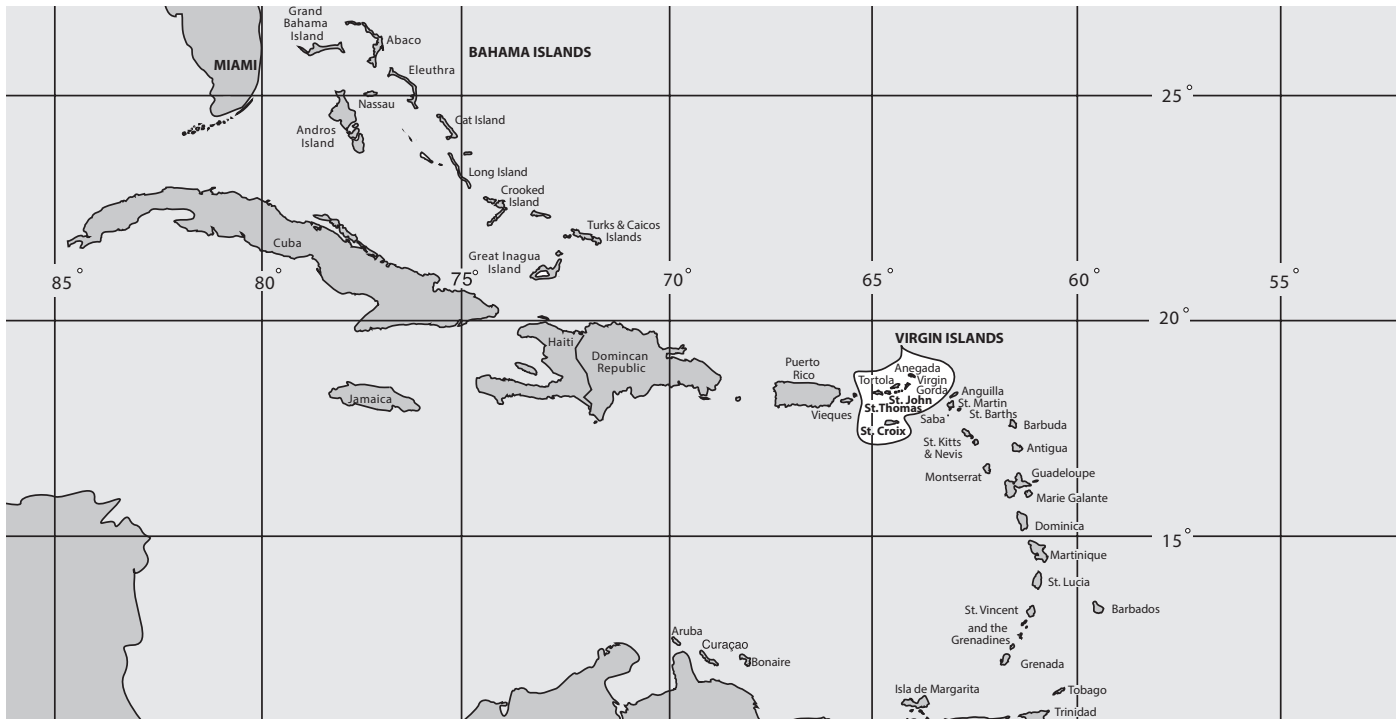 Grand
Bahama
Island
Abaco
BAHAMA ISLANDS
MIAMI
Eleuthra
25°
Nassau
Andros
Island
Cat Island
Long Island
Crooked
Island
Turks & Caicos
Islands
Cuba
Great Inagua
Island
85°
80°
75°
70°
65°
60°
55°
20°
VIRGIN ISLANDS
Haiti
Domincan
Republic
Puerto
Rico
Anegada
Tortola
Virgin
Gorda
St. John
St.Thomas
St. Croix
Vieques
Jamaica
Anguilla
St. Martin
St. Barths
Saba
Barbuda
St. Kitts
& Nevis
Antigua
Montserrat
Guadeloupe
Marie Galante
Dominica
15°
Martinique
St. Lucia
St. Vincent
and the
Grenadines
Barbados
Aruba
Curaçao
Bonaire
Grenada
Isla de Margarita
Tobago
Trinidad